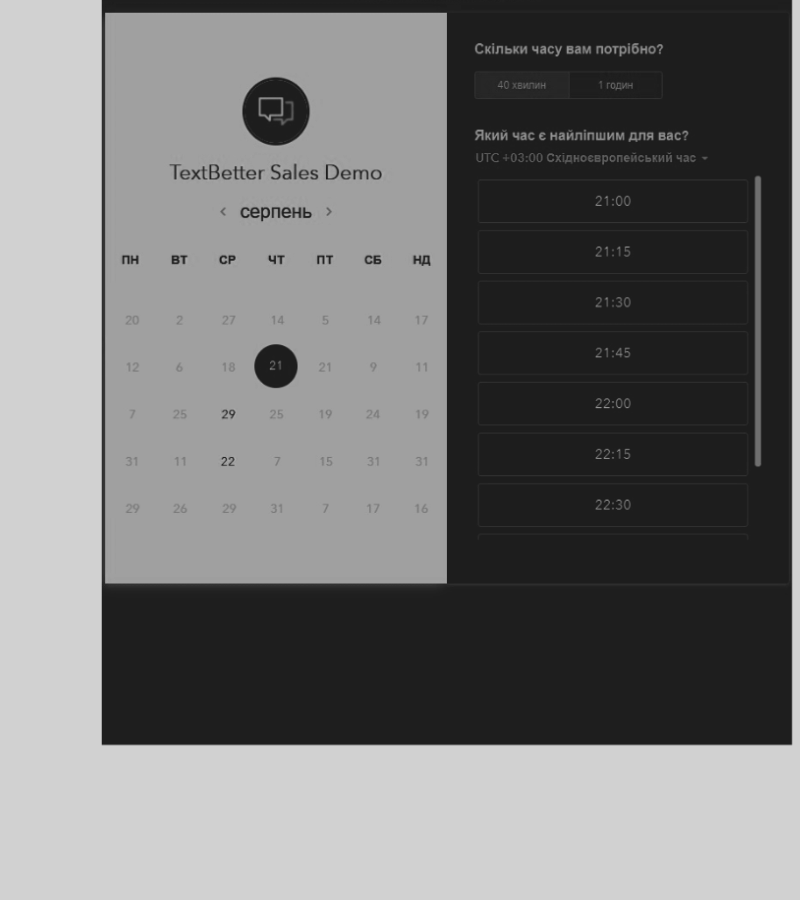 TextBetter Sales Demo
серпень
ПН ВТ СР ЧТ ПТ СБ НД
20 2 27 14 5 14 17
12 6 18 21 21 9 11
7 25 29 25 19 24 19
31 11 22 7 15 31 31
29 26 29 31 7 17 16
Скільки часу вам потрібно?
40 хвилин 1 годин
Який час є найліпшим для вас?
UTC +03:00 Східноєвропейський час
21:00
21:15
21:30
21:45
22:00
22:15
22:30